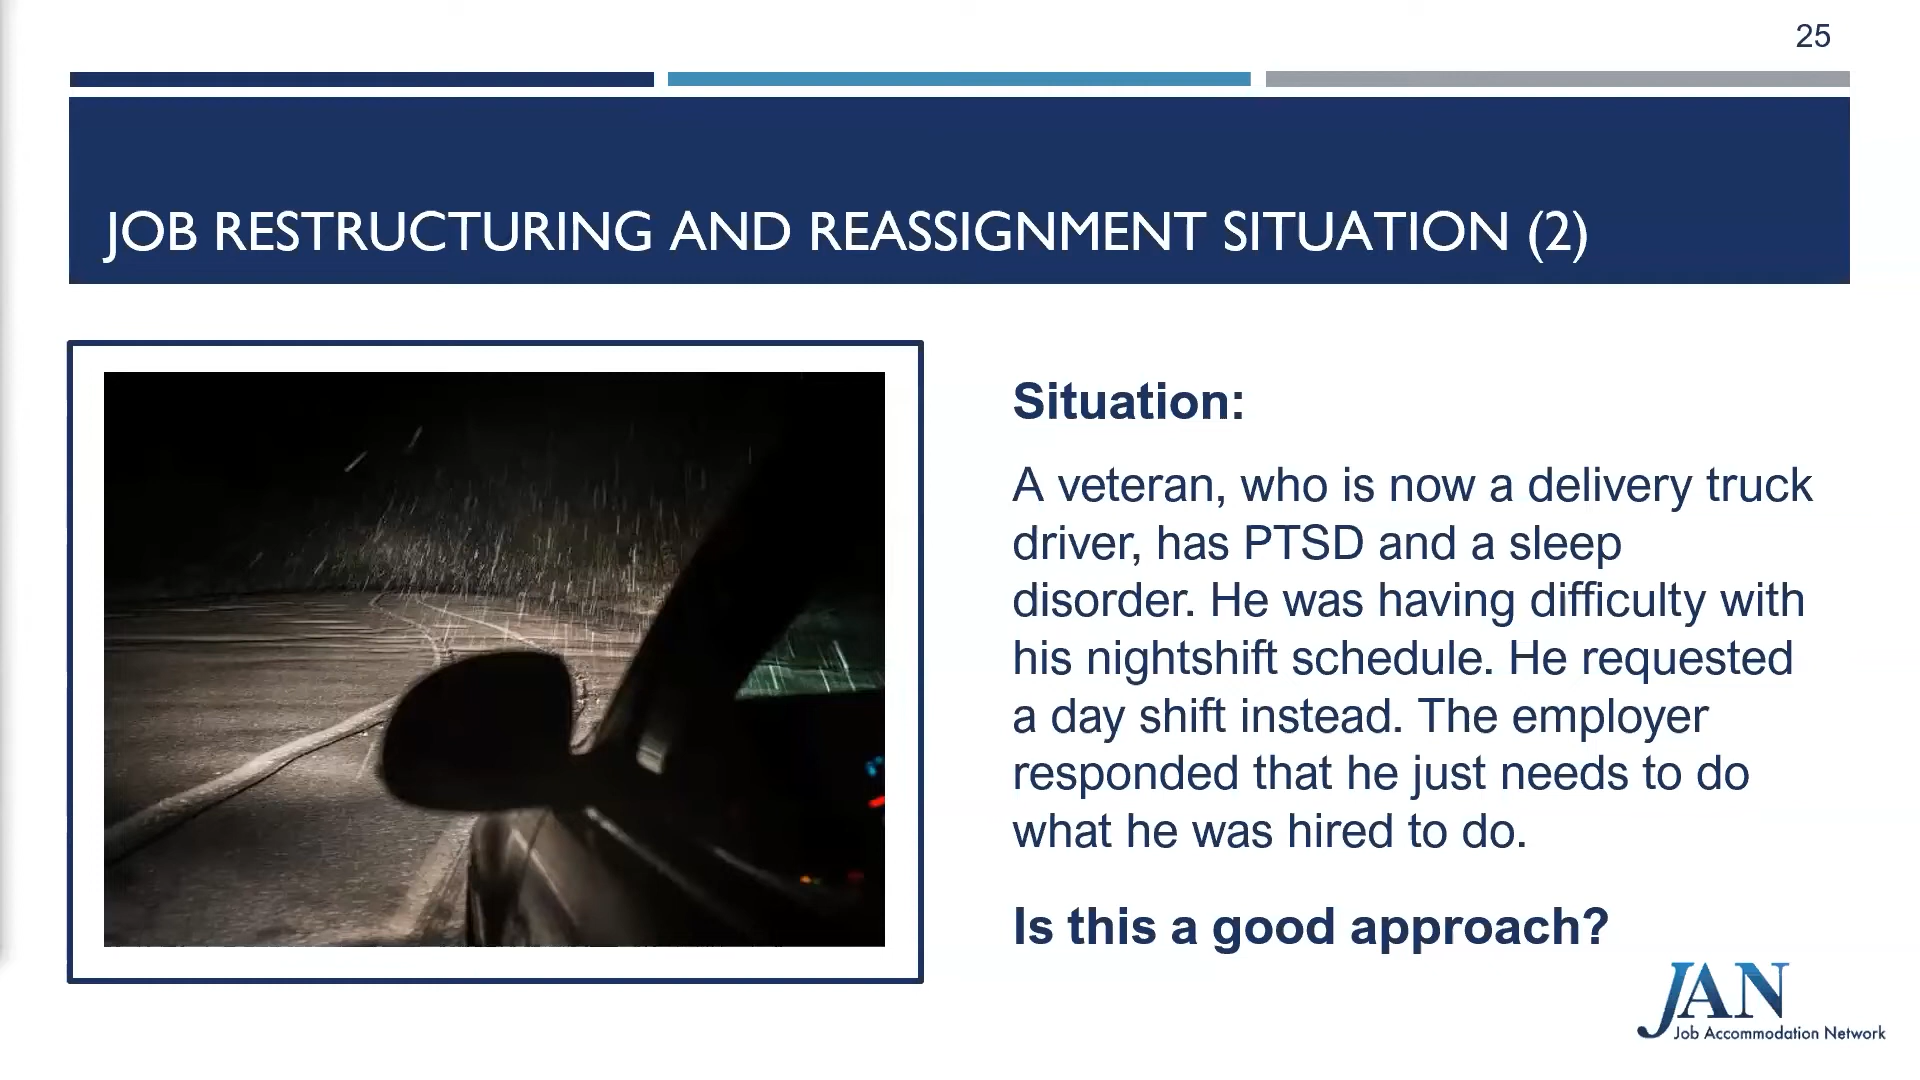 25
JOB RESTRUCTURING AND REASSIGNMENT SITUATION (2)
Situation:
A veteran, who is now a delivery truck
driver, has PTSD and a sleep
disorder. He was having difficulty with
his nightshift schedule. He requested
a day shift instead. The employer
responded that he just needs to do
what he was hired to do.
Is this a good approach?
JAN
Job Accommodation Network